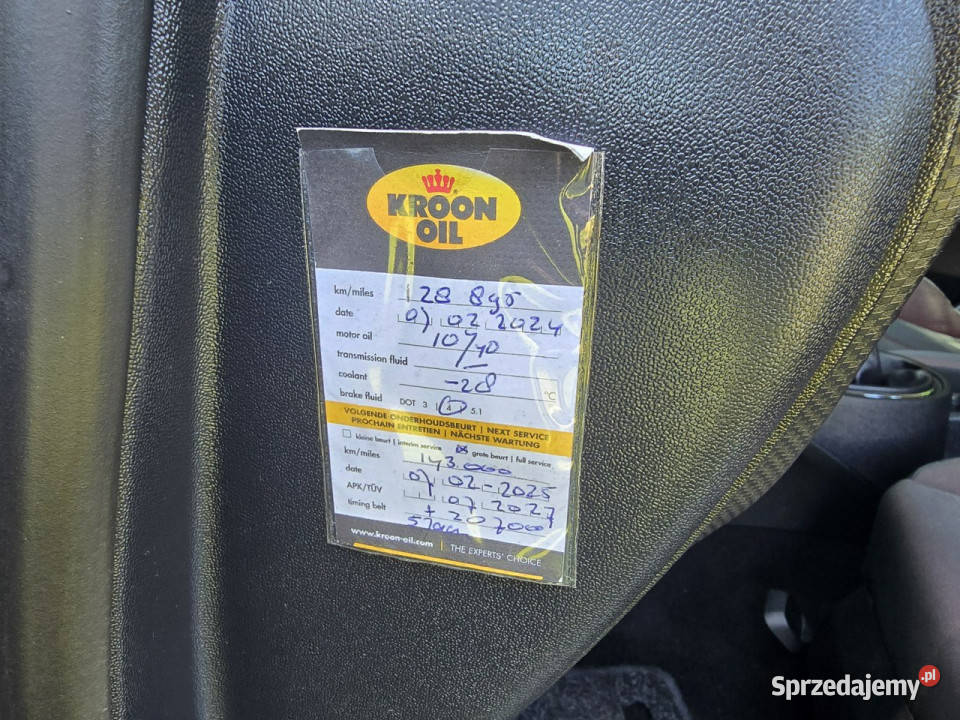 KROON
OIL
km/miles 128 890
date 07 02 2024
motor oil 10/40
transmission fluid
coolant -28 °C
brake fluid DOT 3 4 5.1
VOLGENDE ONDERHOUDSBEURT | NEXT SERVICE
PROCHAIN ENTRETIEN | NÄCHSTE WARTUNG
kleine beurt | interim service grote beurt | full service
km/miles 143.000
date 07 02-2025
APK/TÜV 07 2027
timing belt ± 207000
www.kroon-oil.com | THE EXPERTS' CHOICE
Sprzedajemy.pl